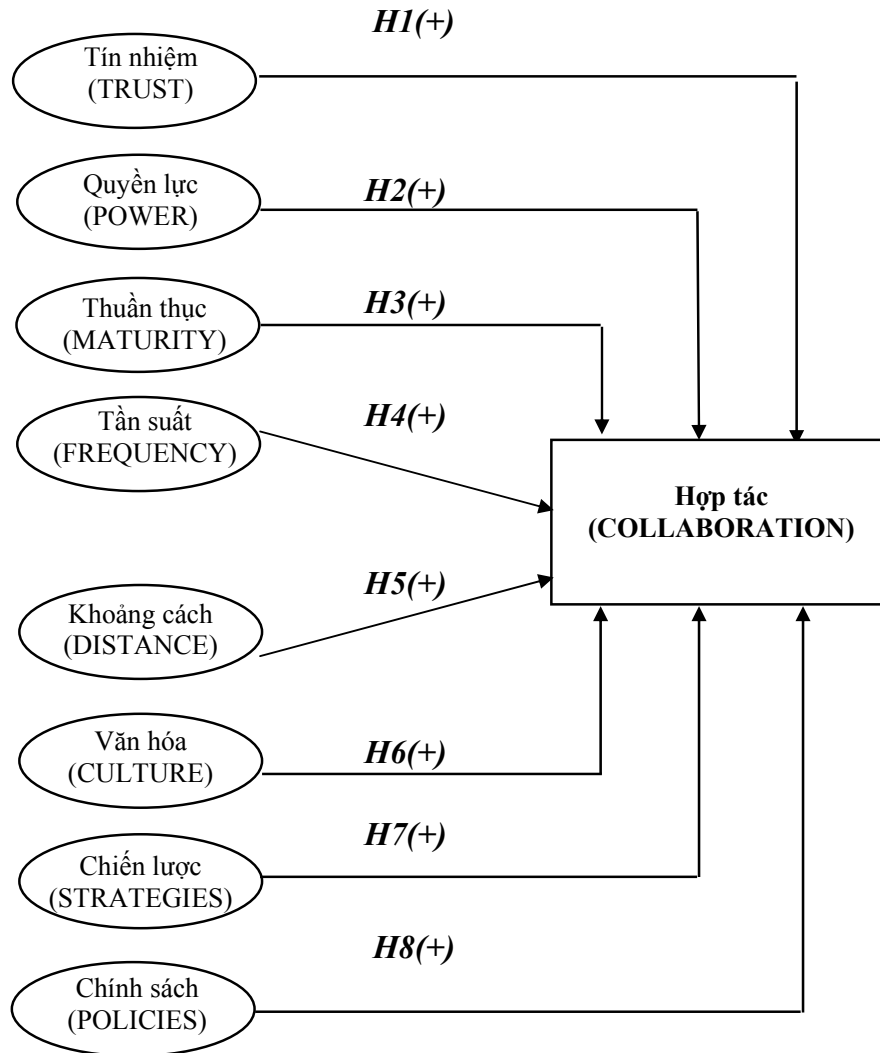 H1(+)
Tín nhiệm
(TRUST)
Quyền lực
(POWER)
H2(+)
Thuần thục
(MATURITY)
H3(+)
Tần suất
(FREQUENCY)
H4(+)
Hợp tác
(COLLABORATION)
H5(+)
Khoảng cách
(DISTANCE)
Văn hóa
(CULTURE)
H6(+)
H7(+)
Chiến lược
(STRATEGIES)
H8(+)
Chính sách
(POLICIES)